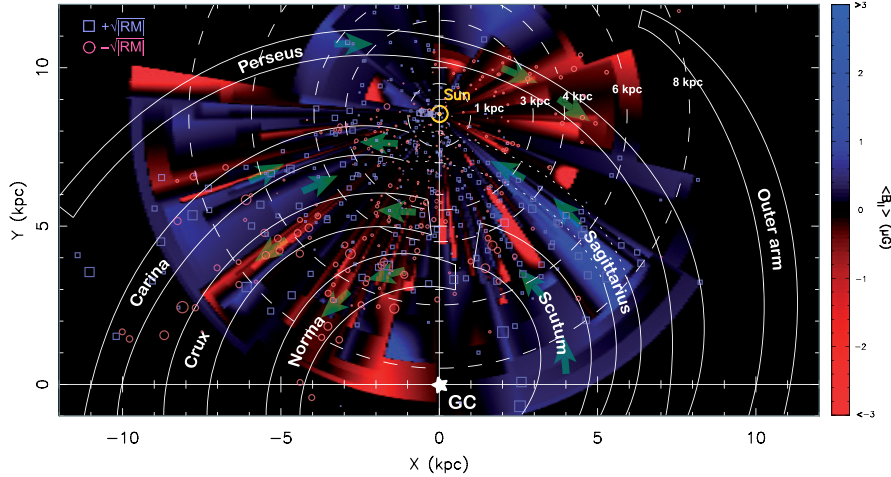 +√|RM|
−√|RM|
Perseus
Sun
1 kpc
3 kpc
4 kpc
6 kpc
8 kpc
Outer arm
Carina
Crux
Norma
Scutum
Sagittarius
GC
10
5
0
Y (kpc)
−10
−5
0
5
10
X (kpc)
>3
2
1
0
-1
-2
<-3
<B||> (μG)